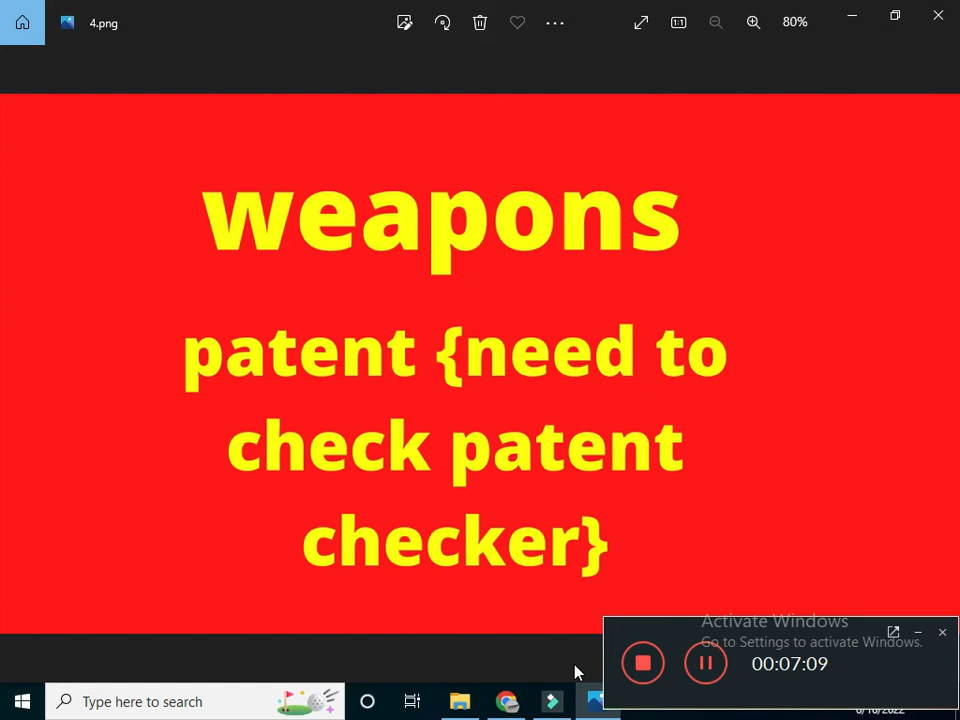 4.png
80%
weapons
patent {need to
check patent
checker}
Activate Windows
Go to Settings to activate Windows.
00:07:09
Type here to search